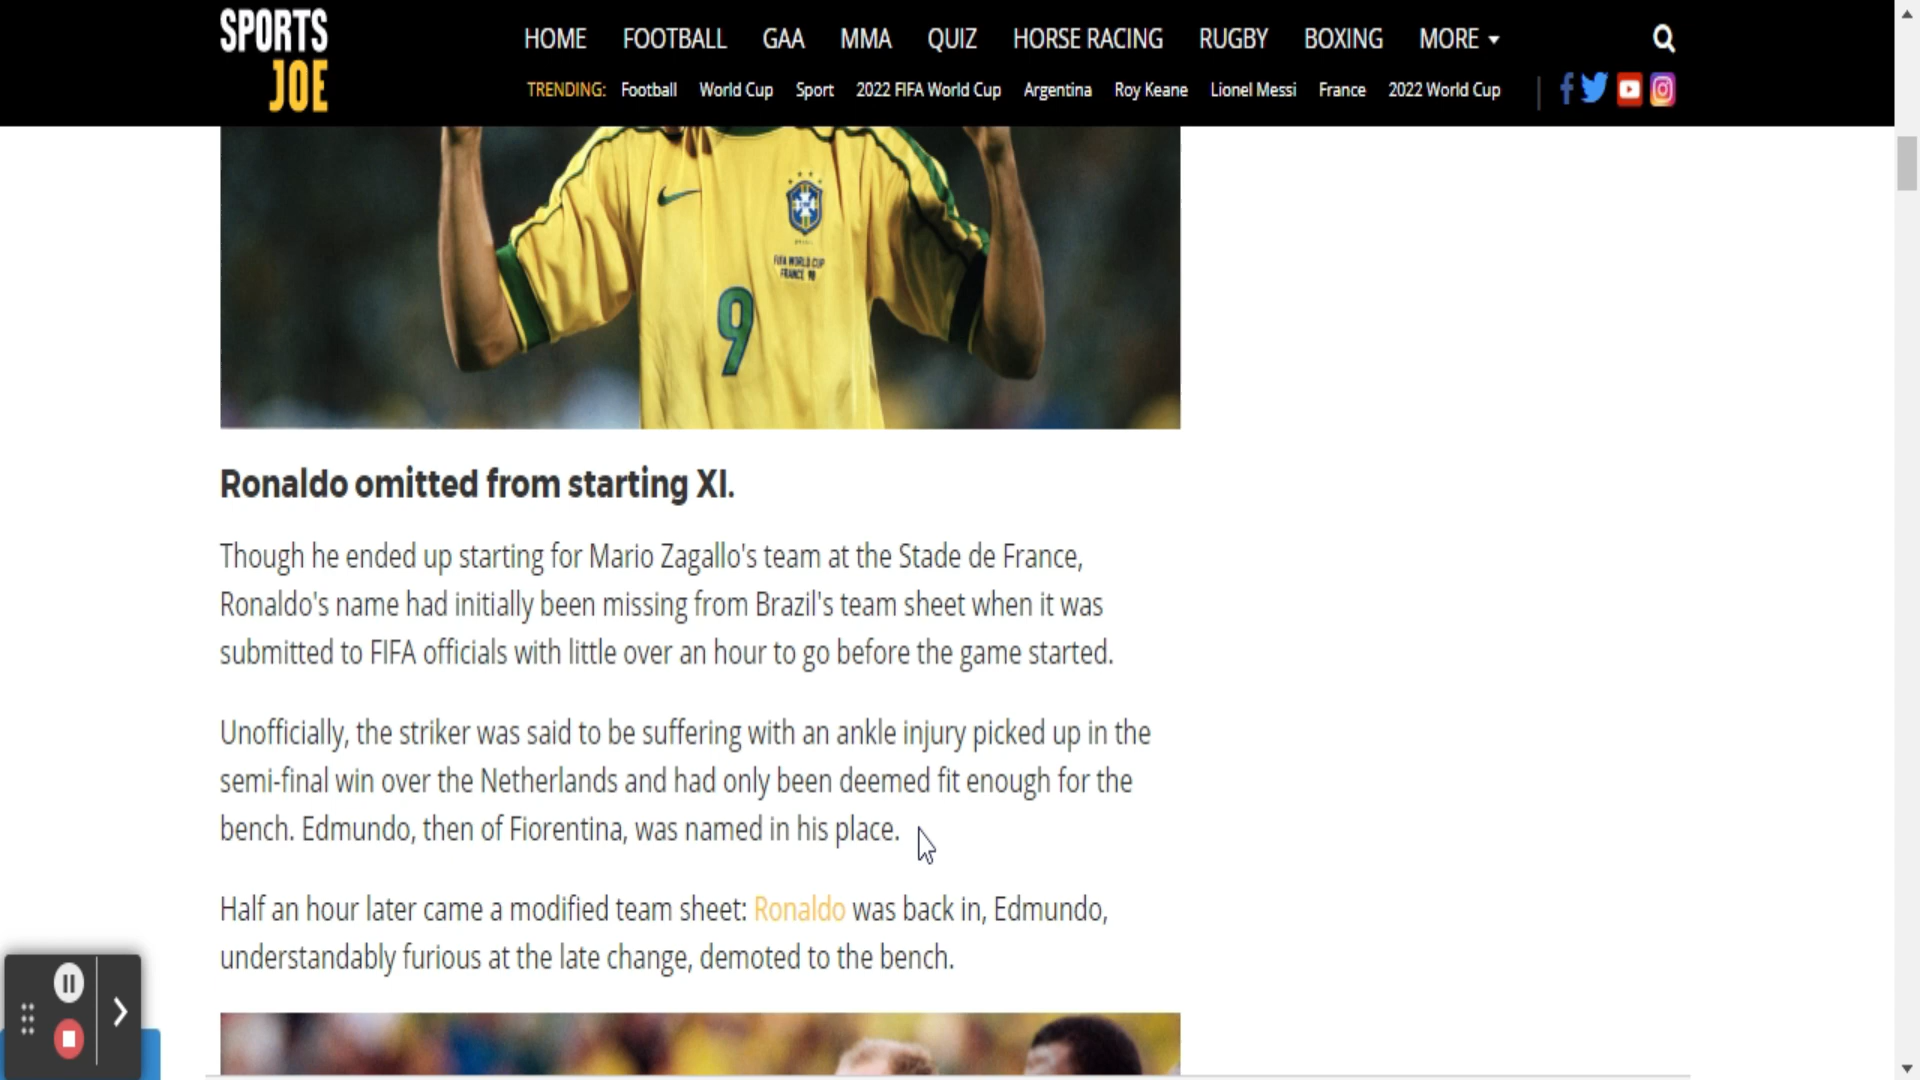 SPORTS
JOE
HOME FOOTBALL GAA MMA QUIZ HORSE RACING RUGBY BOXING MORE
TRENDING: Football World Cup Sport 2022 FIFA World Cup Argentina Roy Keane Lionel Messi France 2022 World Cup
FIFA WORLD CUP
FRANCE 98
9
Ronaldo omitted from starting XI.
Though he ended up starting for Mario Zagallo's team at the Stade de France,
Ronaldo's name had initially been missing from Brazil's team sheet when it was
submitted to FIFA officials with little over an hour to go before the game started.
Unofficially, the striker was said to be suffering with an ankle injury picked up in the
semi-final win over the Netherlands and had only been deemed fit enough for the
bench. Edmundo, then of Fiorentina, was named in his place.
Half an hour later came a modified team sheet: Ronaldo was back in, Edmundo,
understandably furious at the late change, demoted to the bench.